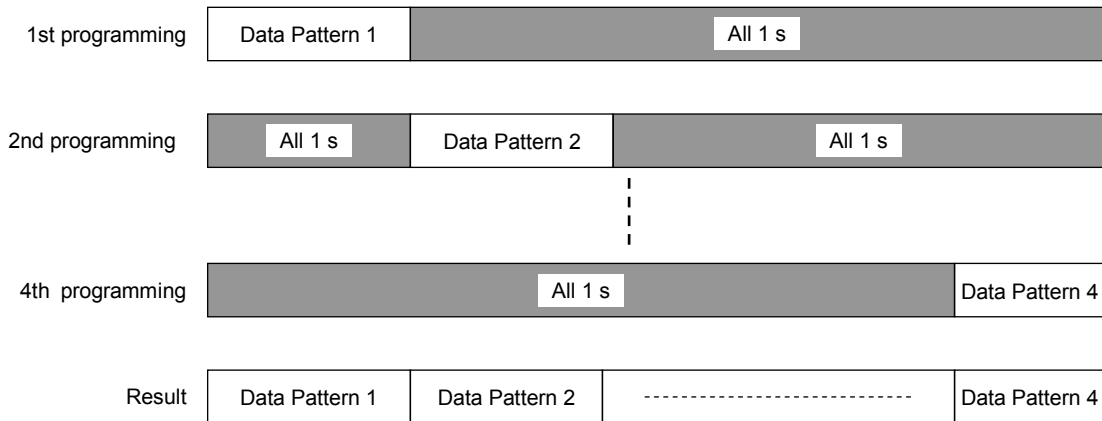 1st programming Data Pattern 1 All 1 s
2nd programming All 1 s Data Pattern 2 All 1 s
4th programming All 1 s Data Pattern 4
Result Data Pattern 1 Data Pattern 2 Data Pattern 4